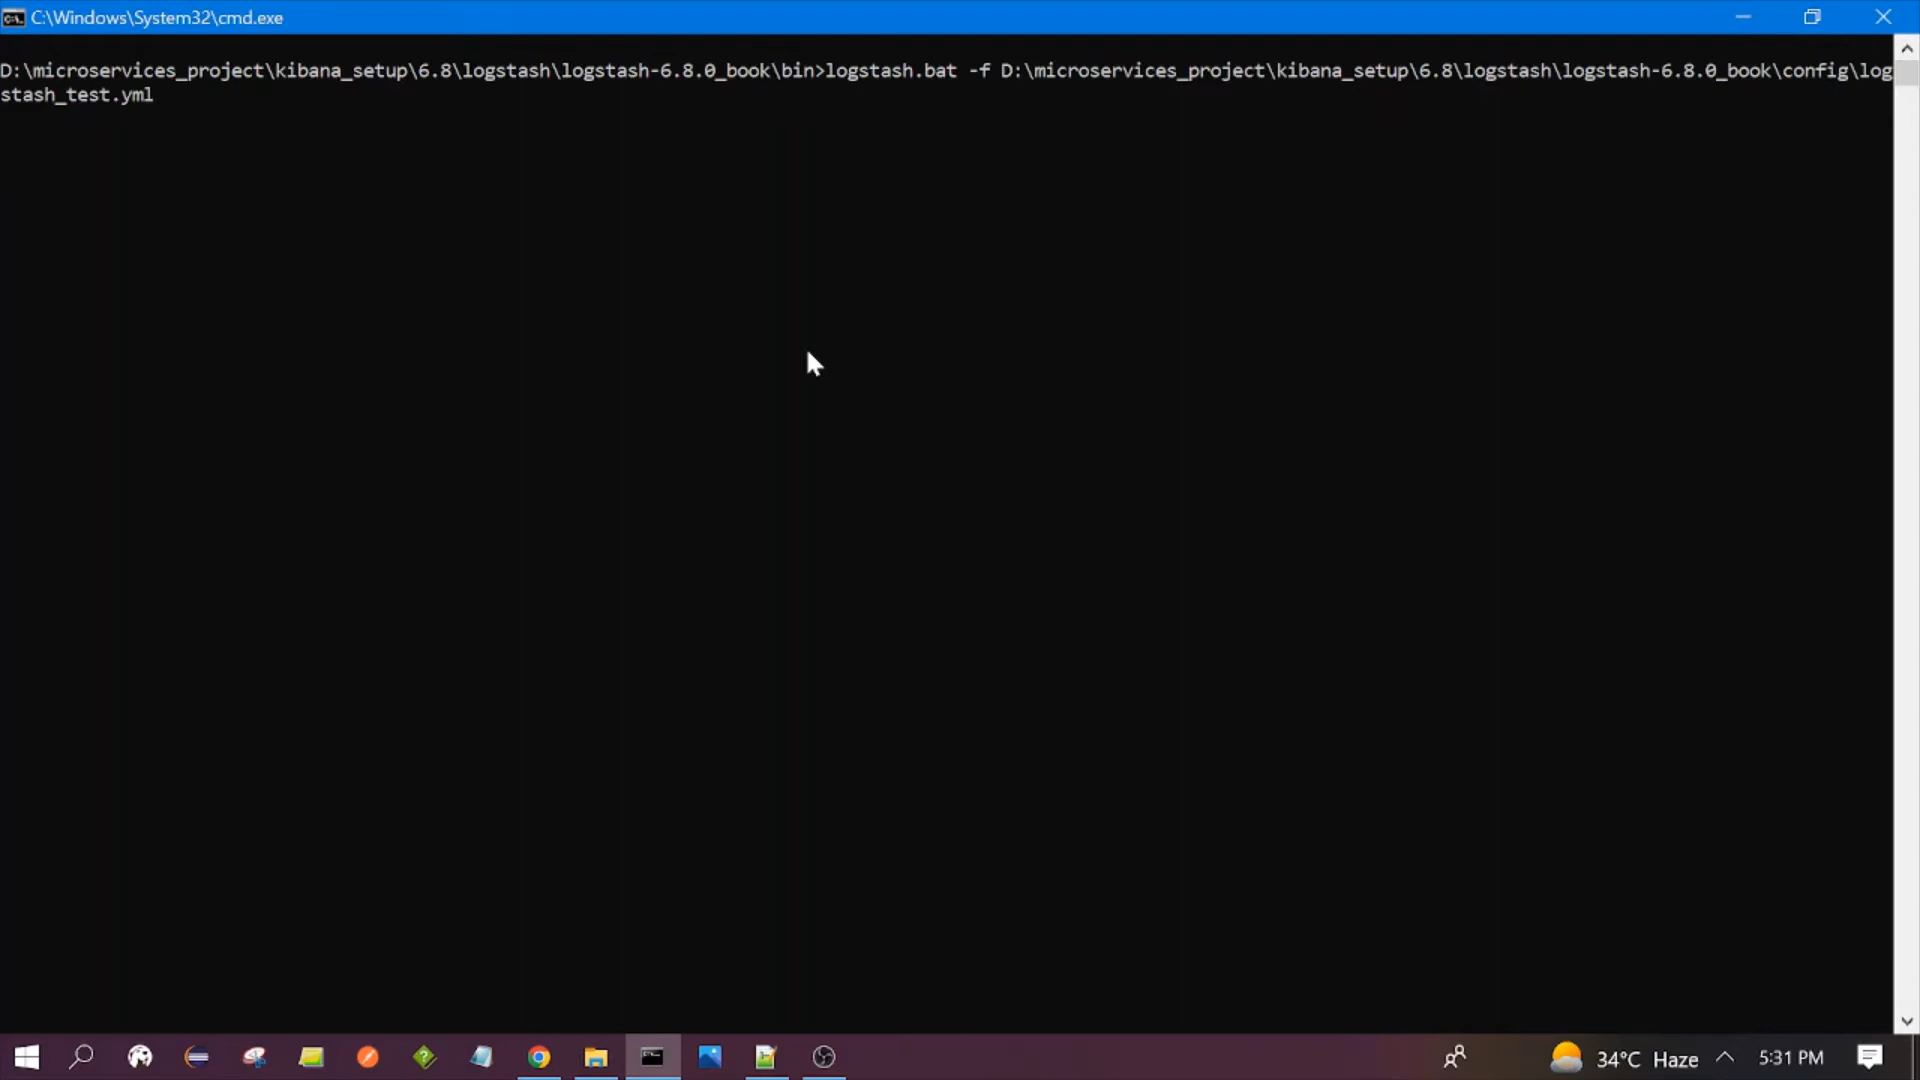 C:\Windows\System32\cmd.exe
D:\microservices_project\kibana_setup\6.8\logstash\logstash-6.8.0_book\bin>logstash.bat -f D:\microservices_project\kibana_setup\6.8\logstash\logstash-6.8.0_book\config\log
stash_test.yml
34°C Haze
5:31 PM